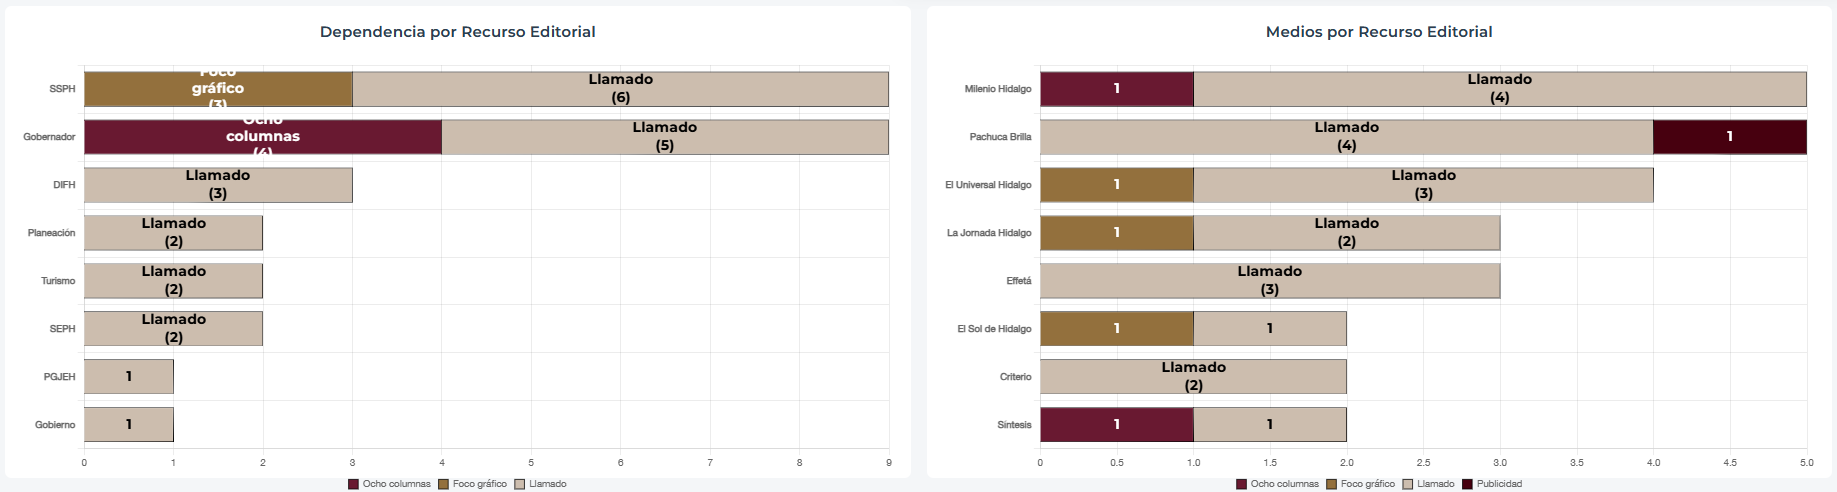 Dependencia por Recurso Editorial
SSPH
Foco
gráfico
(3)
Llamado
(6)
Gobernador
Ocho
columnas
(4)
Llamado
(5)
DIFH
Llamado
(3)
Planeación
Llamado
(2)
Turismo
Llamado
(2)
SEPH
Llamado
(2)
PGJEH
1
Gobierno
1
0 1 2 3 4 5 6 7 8 9
Ocho columnas Foco gráfico Llamado
Medios por Recurso Editorial
Milenio Hidalgo
1
Llamado
(4)
Pachuca Brilla
Llamado
(4)
1
El Universal Hidalgo
1
Llamado
(3)
La Jornada Hidalgo
1
Llamado
(2)
Effetá
Llamado
(3)
El Sol de Hidalgo
1
1
Criterio
Llamado
(2)
Síntesis
1
1
0 0.5 1.0 1.5 2.0 2.5 3.0 3.5 4.0 4.5 5.0
Ocho columnas Foco gráfico Llamado Publicidad